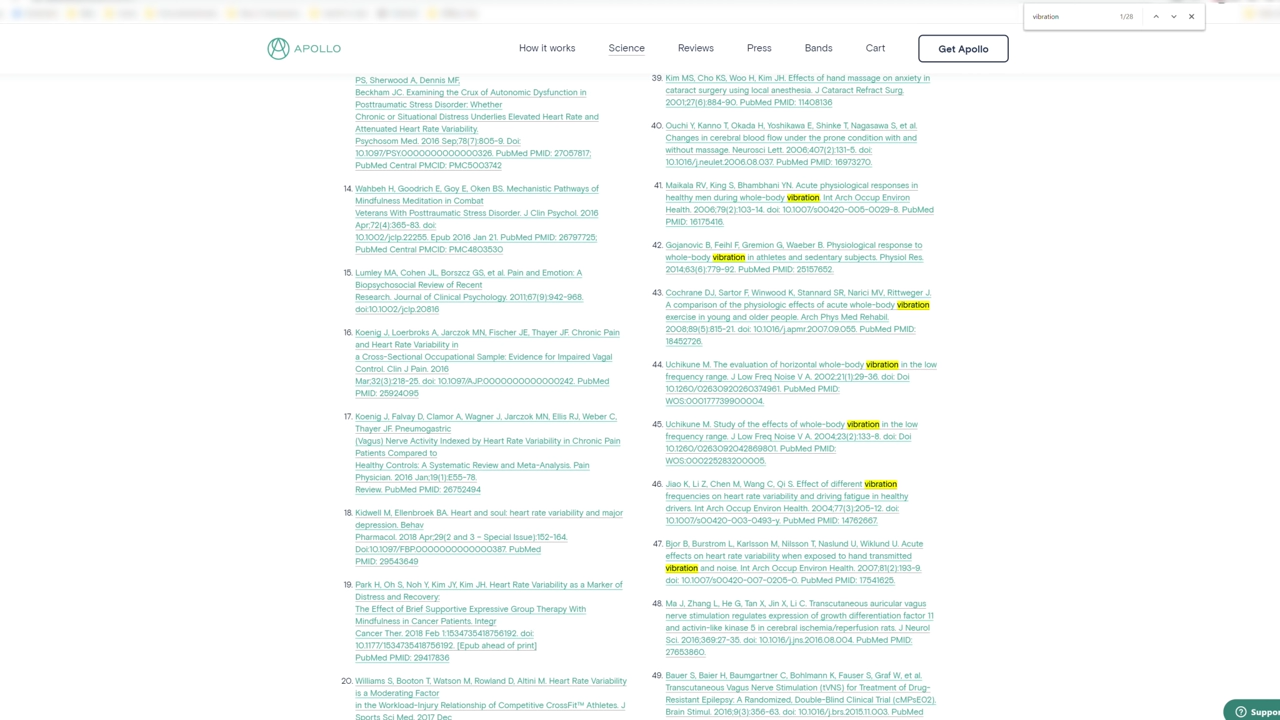 vibration
1/28
APOLLO
How it works
Science
Reviews
Press
Bands
Cart
Get Apollo
PS, Sherwood A, Dennis MF,
Beckham JC. Examining the Crux of Autonomic Dysfunction in
Posttraumatic Stress Disorder: Whether
Chronic or Situational Distress Underlies Elevated Heart Rate and
Attenuated Heart Rate Variability.
Psychosom Med. 2016 Sep;78(7):805-9. Doi:
10.1097/PSY.0000000000000326. PubMed PMID: 27057817;
PubMed Central PMCID: PMC5003742
14. Wahbeh H, Goodrich E, Goy E, Oken BS. Mechanistic Pathways of
Mindfulness Meditation in Combat
Veterans With Posttraumatic Stress Disorder. J Clin Psychol. 2016
Apr;72(4):365-83. doi:
10.1002/jclp.22255. Epub 2016 Jan 21. PubMed PMID: 26797725;
PubMed Central PMCID: PMC4803530
15. Lumley MA, Cohen JL, Borszcz GS, et al. Pain and Emotion: A
Biopsychosocial Review of Recent
Research. Journal of Clinical Psychology. 2011;67(9):942-968.
doi:10.1002/jclp.20816
16. Koenig J, Loerbroks A, Jarczok MN, Fischer JE, Thayer JF. Chronic Pain
and Heart Rate Variability in
a Cross-Sectional Occupational Sample: Evidence for Impaired Vagal
Control. Clin J Pain. 2016
Mar;32(3):218-25. doi: 10.1097/AJP.0000000000000242. PubMed
PMID: 25924095
17. Koenig J, Falvay D, Clamor A, Wagner J, Jarczok MN, Ellis RJ, Weber C,
Thayer JF. Pneumogastric
(Vagus) Nerve Activity Indexed by Heart Rate Variability in Chronic Pain
Patients Compared to
Healthy Controls: A Systematic Review and Meta-Analysis. Pain
Physician. 2016 Jan;19(1):E55-78.
Review. PubMed PMID: 26752494
18. Kidwell M, Ellenbroek BA. Heart and soul: heart rate variability and major
depression. Behav
Pharmacol. 2018 Apr;29(2 and 3 – Special Issue):152-164.
Doi:10.1097/FBP.0000000000000387. PubMed
PMID: 29543649
19. Park H, Oh S, Noh Y, Kim JY, Kim JH. Heart Rate Variability as a Marker of
Distress and Recovery:
The Effect of Brief Supportive Expressive Group Therapy With
Mindfulness in Cancer Patients. Integr
Cancer Ther. 2018 Feb 1:1534735418756192. doi:
10.1177/1534735418756192. [Epub ahead of print]
PubMed PMID: 29417836
20. Williams S, Booton T, Watson M, Rowland D, Altini M. Heart Rate Variability
is a Moderating Factor
in the Workload-Injury Relationship of Competitive CrossFit™ Athletes. J
Sports Sci Med. 2017 Dec
39. Kim MS, Cho KS, Woo H, Kim JH. Effects of hand massage on anxiety in
cataract surgery using local anesthesia. J Cataract Refract Surg.
2001;27(6):884-90. PubMed PMID: 11408136
40. Ouchi Y, Kanno T, Okada H, Yoshikawa E, Shinke T, Nagasawa S, et al.
Changes in cerebral blood flow under the prone condition with and
without massage. Neurosci Lett. 2006;407(2):131-5. doi:
10.1016/j.neulet.2006.08.037. PubMed PMID: 16973270.
41. Maikala RV, King S, Bhambhani YN. Acute physiological responses in
healthy men during whole-body vibration. Int Arch Occup Environ
Health. 2006;79(2):103-14. doi: 10.1007/s00420-005-0029-8. PubMed
PMID: 16175416.
42. Gojanovic B, Feihl F, Gremion G, Waeber B. Physiological response to
whole-body vibration in athletes and sedentary subjects. Physiol Res.
2014;63(6):779-92. PubMed PMID: 25157652.
43. Cochrane DJ, Sartor F, Winwood K, Stannard SR, Narici MV, Rittweger J.
A comparison of the physiologic effects of acute whole-body vibration
exercise in young and older people. Arch Phys Med Rehabil.
2008;89(5):815-21. doi: 10.1016/j.apmr.2007.09.055. PubMed PMID:
18452726.
44. Uchikune M. The evaluation of horizontal whole-body vibration in the low
frequency range. J Low Freq Noise V A. 2002;21(1):29-36. doi: Doi
10.1260/02630920260374961. PubMed PMID:
WOS:000177739900004.
45. Uchikune M. Study of the effects of whole-body vibration in the low
frequency range. J Low Freq Noise V A. 2004;23(2):133-8. doi: Doi
10.1260/0263092042869801. PubMed PMID:
WOS:000225283200005.
46. Jiao K, Li Z, Chen M, Wang C, Qi S. Effect of different vibration
frequencies on heart rate variability and driving fatigue in healthy
drivers. Int Arch Occup Environ Health. 2004;77(3):205-12. doi:
10.1007/s00420-003-0493-y. PubMed PMID: 14762667.
47. Bjor B, Burstrom L, Karlsson M, Nilsson T, Naslund U, Wiklund U. Acute
effects on heart rate variability when exposed to hand transmitted
vibration and noise. Int Arch Occup Environ Health. 2007;81(2):193-9.
doi: 10.1007/s00420-007-0205-0. PubMed PMID: 17541625.
48. Ma J, Zhang L, He G, Tan X, Jin X, Li C. Transcutaneous auricular vagus
nerve stimulation regulates expression of growth differentiation factor 11
and activin-like kinase 5 in cerebral ischemia/reperfusion rats. J Neurol
Sci. 2016;369:27-35. doi: 10.1016/j.jns.2016.08.004. PubMed PMID:
27653860.
49. Bauer S, Baier H, Baumgartner C, Bohlmann K, Fauser S, Graf W, et al.
Transcutaneous Vagus Nerve Stimulation (tVNS) for Treatment of Drug-
Resistant Epilepsy: A Randomized, Double-Blind Clinical Trial (cMPsE02).
Brain Stimul. 2016;9(3):356-63. doi: 10.1016/j.brs.2015.11.003. PubMed
Suppo